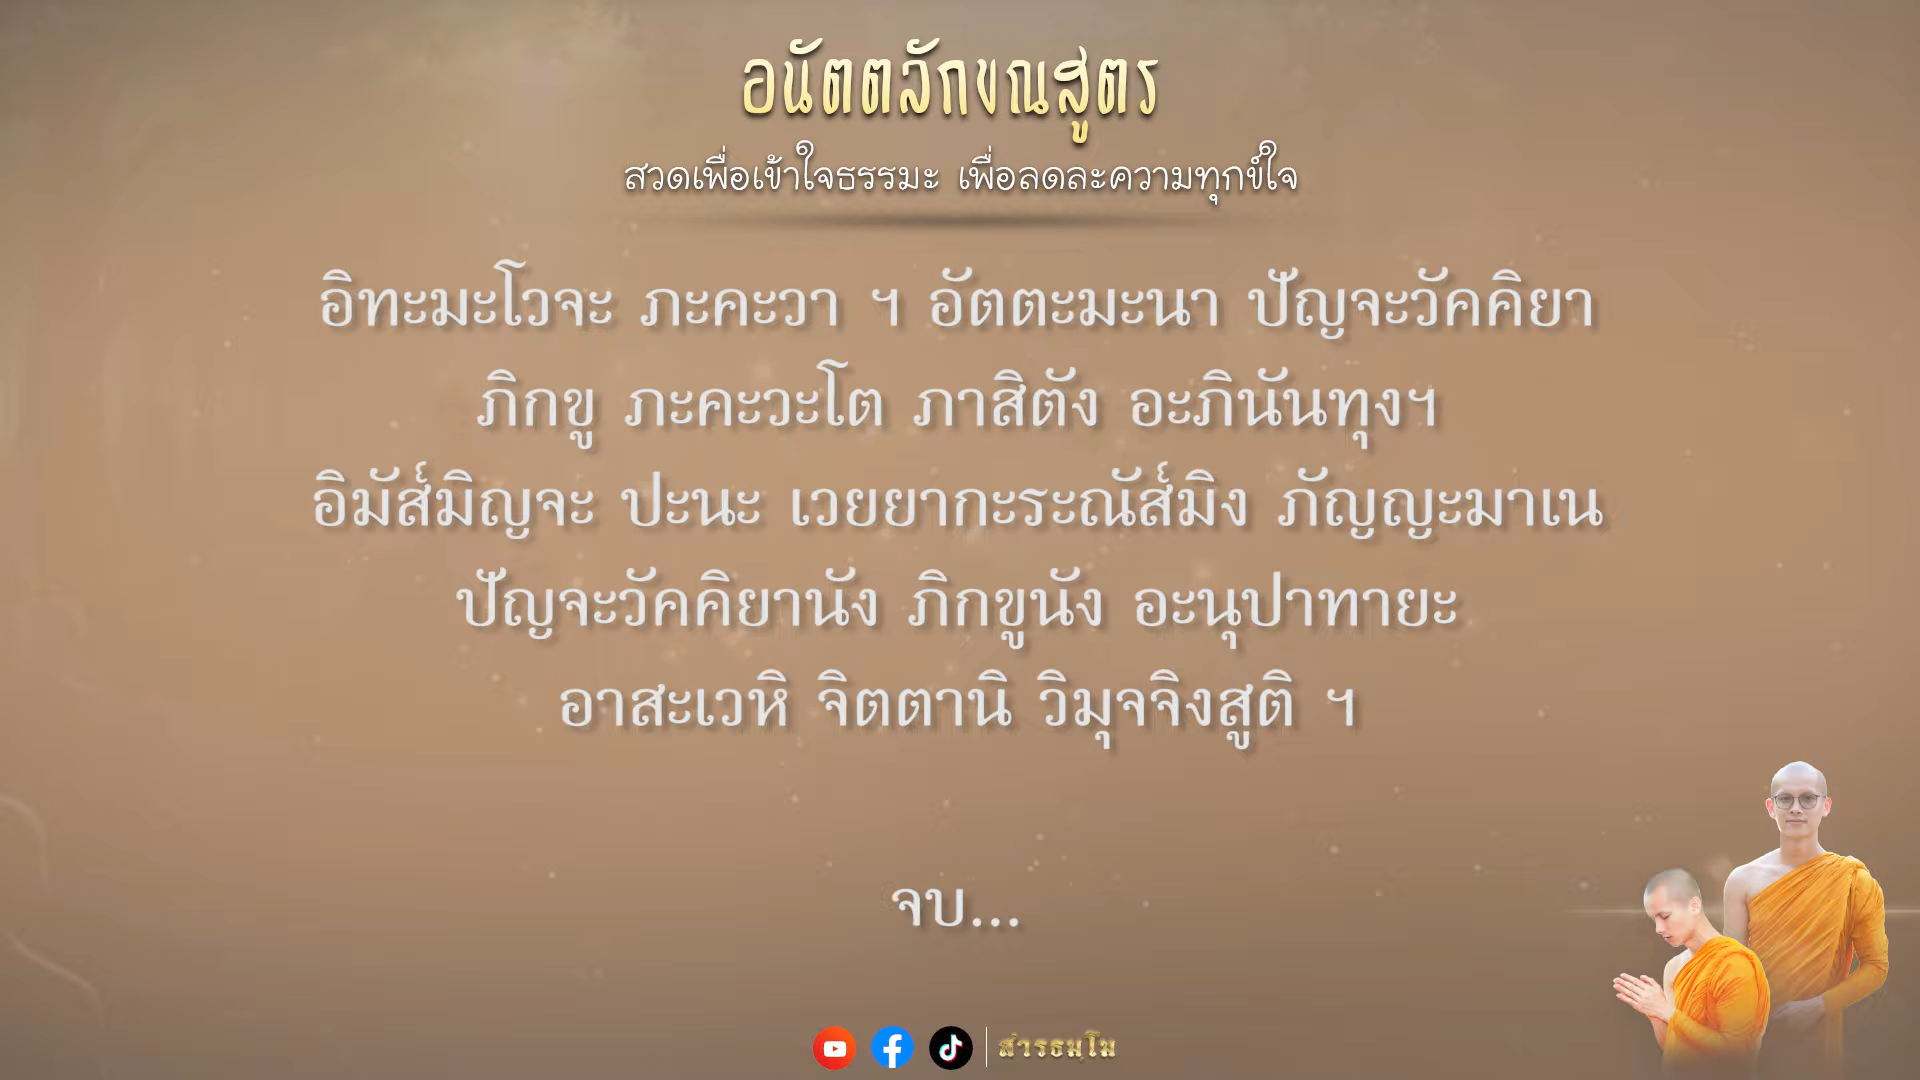 อนัตตลักขณสูตร
สวดเพื่อเข้าใจธรรมะ เพื่อลดละความทุกข์ใจ
อิทะมะโวจะ ภะคะวา ฯ อัตตะมะนา ปัญจะวัคคิยา
ภิกขู ภะคะวะโต ภาสิตัง อะภินันทุงฯ
อิมัส๎มิญจะ ปะนะ เวยยากะระณัส๎มิง ภัญญะมาเน
ปัญจะวัคคิยานัง ภิกขูนัง อะนุปาทายะ
อาสะเวหิ จิตตานิ วิมุจจิงสูติ ฯ
จบ...
สารธมฺโม